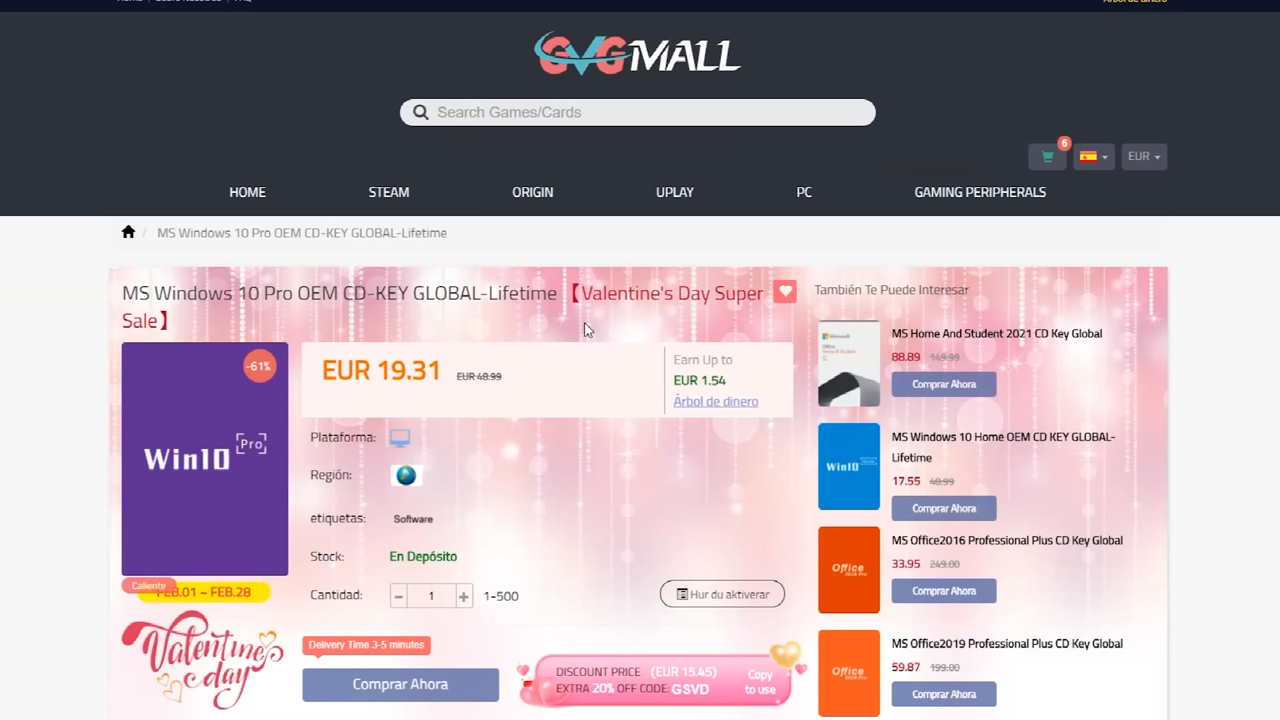 Home | Sobre Nosotros | FAQ
Árbol de dinero
GVGMALL
Search Games/Cards
6
EUR
HOME STEAM ORIGIN UPLAY PC GAMING PERIPHERALS
/ MS Windows 10 Pro OEM CD-KEY GLOBAL-Lifetime
MS Windows 10 Pro OEM CD-KEY GLOBAL-Lifetime【Valentine's Day Super
Sale】
-61%
Win10 [Pro]
Caliente
FEB.01 ~ FEB.28
Valentine's
day
EUR 19.31 EUR 48.99
Earn Up to
EUR 1.54
Árbol de dinero
Plataforma:
Región:
etiquetas: Software
Stock: En Depósito
Cantidad: − 1 + 1-500
Hur du aktiverar
Delivery Time 3-5 minutes
Comprar Ahora
DISCOUNT PRICE (EUR 15.45)
EXTRA 20% OFF CODE: GSVD
Copy
to use
También Te Puede Interesar
Microsoft
MS Home And Student 2021 CD Key Global
88.89 149.99
Comprar Ahora
Win10
MS Windows 10 Home OEM CD KEY GLOBAL-
Lifetime
17.55 48.99
Comprar Ahora
Office
MS Office2016 Professional Plus CD Key Global
33.95 249.00
Comprar Ahora
Office
MS Office2019 Professional Plus CD Key Global
59.87 199.00
Comprar Ahora